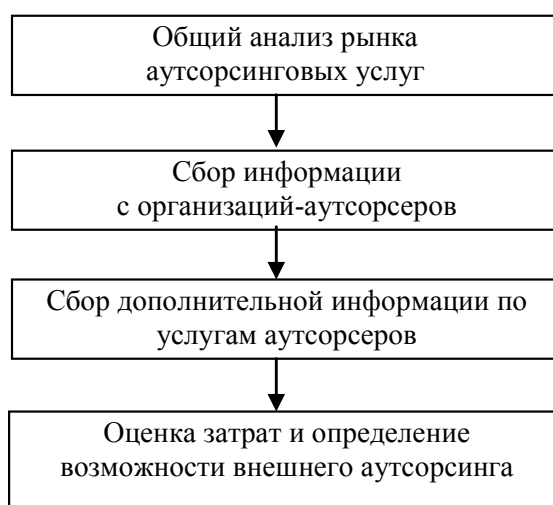 Общий анализ рынка
аутсорсинговых услуг
Сбор информации
с организаций-аутсорсеров
Сбор дополнительной информации по
услугам аутсорсеров
Оценка затрат и определение
возможности внешнего аутсорсинга